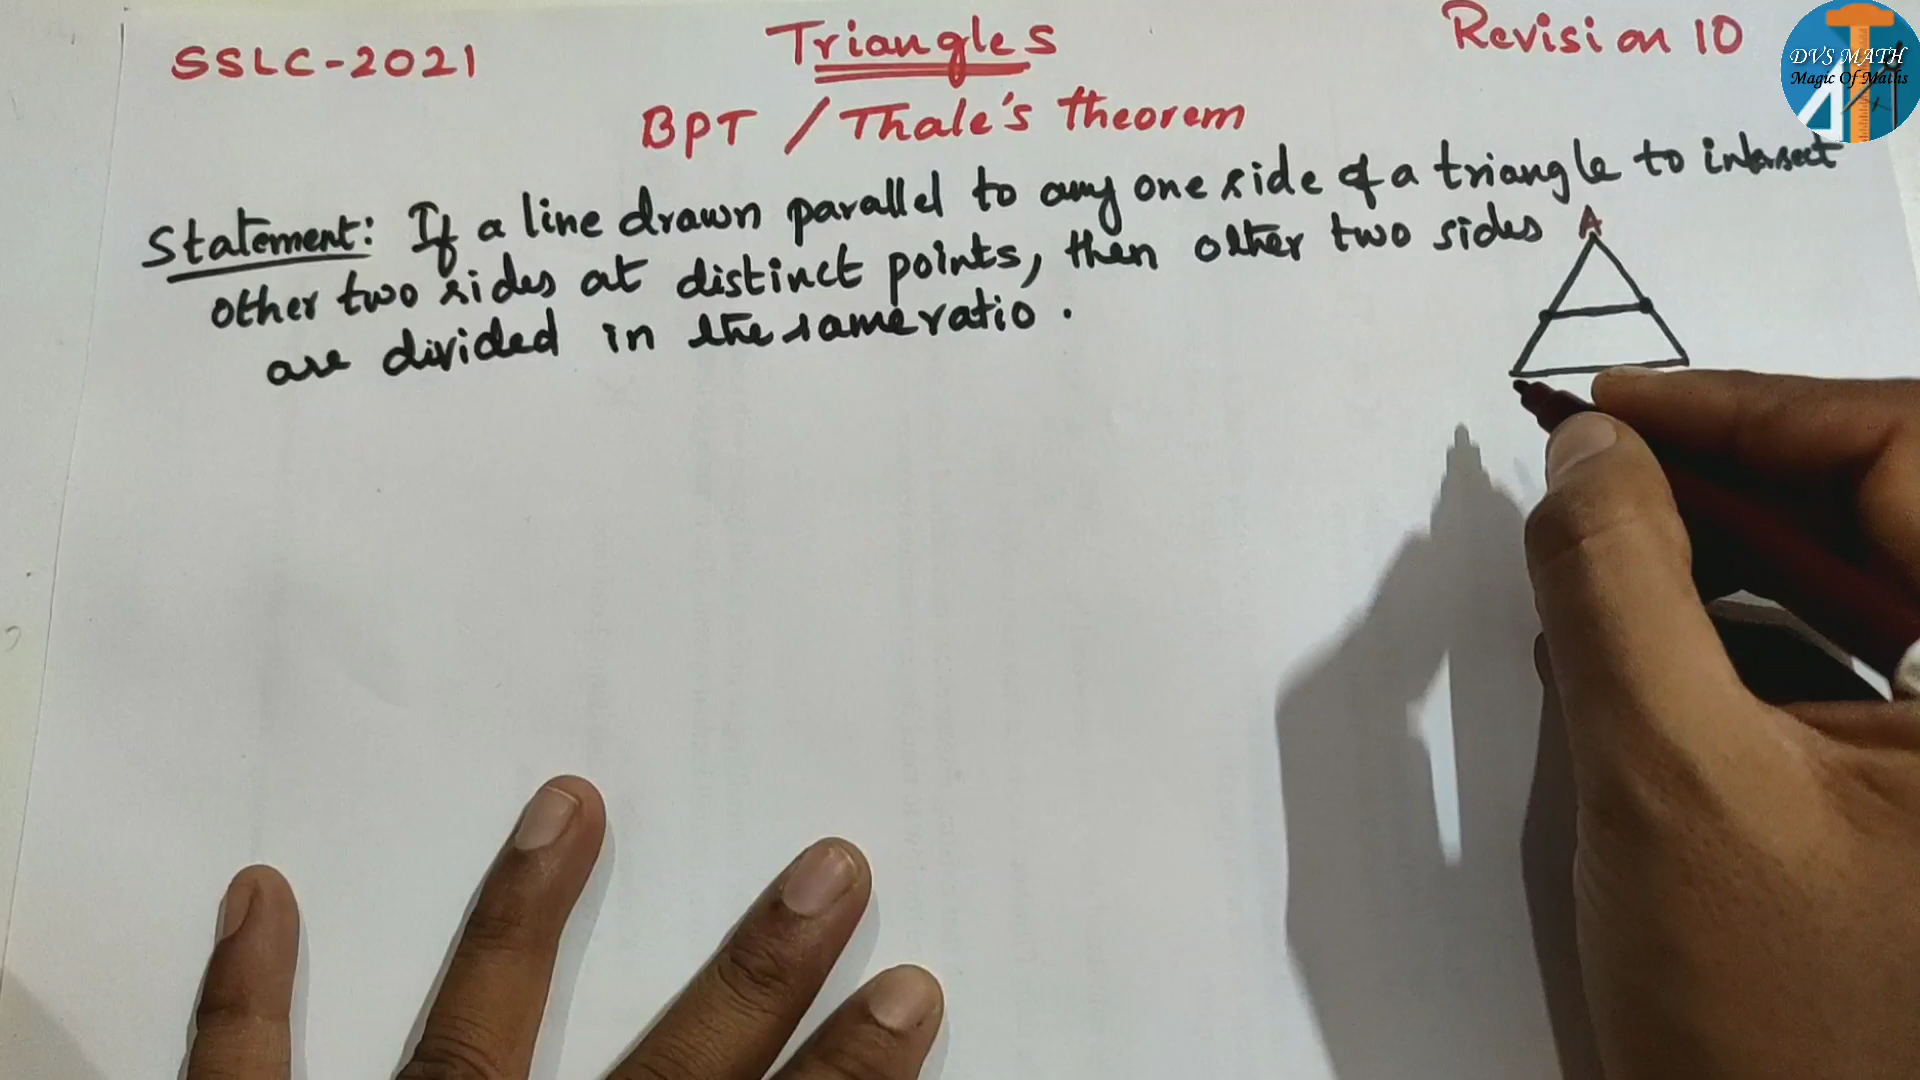 SSLC-2021
Triangles
Revision 10
DVS MATH
Magic Of Maths
BPT / Thale's theorem
Statement: If a line drawn parallel to any one side of a triangle to intersect
other two sides at distinct points, then other two sides
are divided in the same ratio.
A